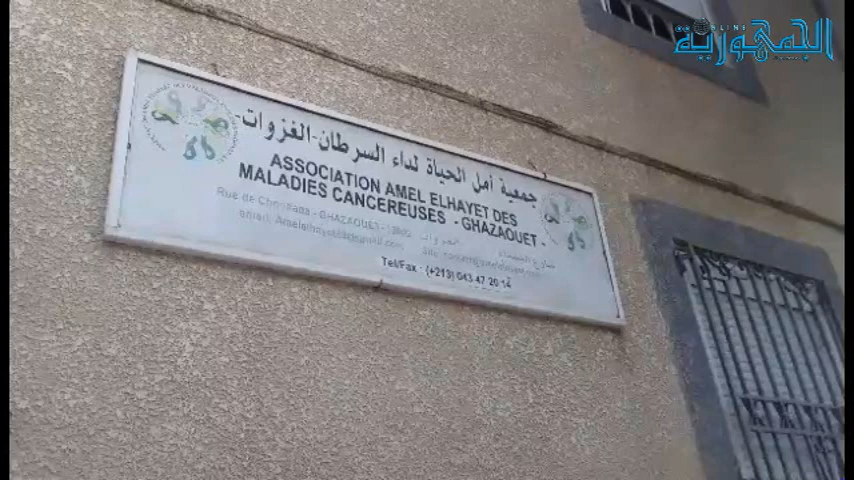 ONLINE
الجمهورية
جمعية أمل الحياة لداء السرطان-الغزوات-
ASSOCIATION AMEL ELHAYET DES
MALADIES CANCEREUSES - GHAZAOUET -
Rue de - GHAZAOUET -
Tel/Fax : (+213) 043 47 20 14